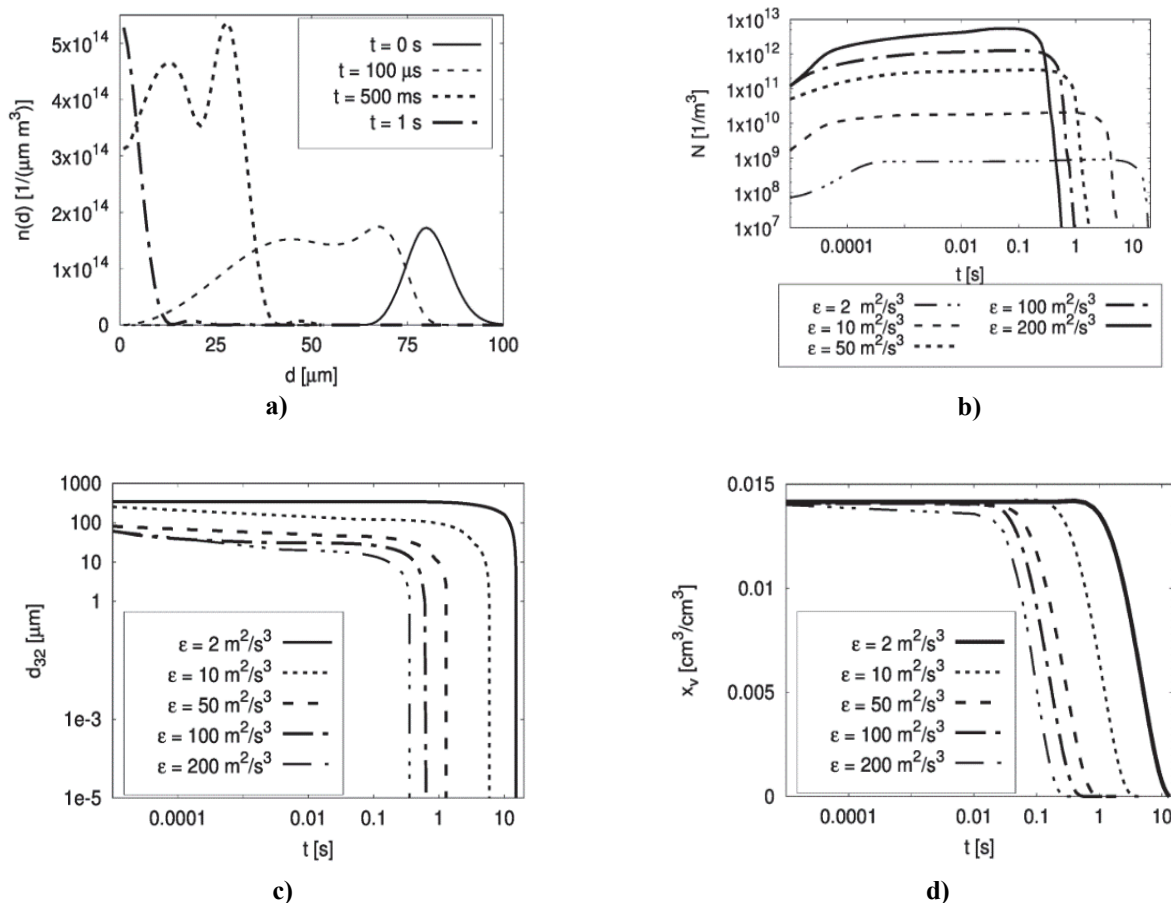 5x10^14
4x10^14
3x10^14
2x10^14
1x10^14
0
n(d) [1/(μm m^3)]
t = 0 s
t = 100 μs
t = 500 ms
t = 1 s
0 25 50 75 100
d [μm]
a)
1x10^13
1x10^12
1x10^11
1x10^10
1x10^9
1x10^8
1x10^7
N [1/m^3]
0.0001 0.01 0.1 1 10
t [s]
ε = 2 m^2/s^3
ε = 10 m^2/s^3
ε = 50 m^2/s^3
ε = 100 m^2/s^3
ε = 200 m^2/s^3
b)
1000
100
10
1
1e-3
1e-5
d_32 [μm]
ε = 2 m^2/s^3
ε = 10 m^2/s^3
ε = 50 m^2/s^3
ε = 100 m^2/s^3
ε = 200 m^2/s^3
0.0001 0.01 0.1 1 10
t [s]
c)
0.015
0.01
0.005
0
x_v [cm^3/cm^3]
ε = 2 m^2/s^3
ε = 10 m^2/s^3
ε = 50 m^2/s^3
ε = 100 m^2/s^3
ε = 200 m^2/s^3
0.0001 0.01 0.1 1 10
t [s]
d)